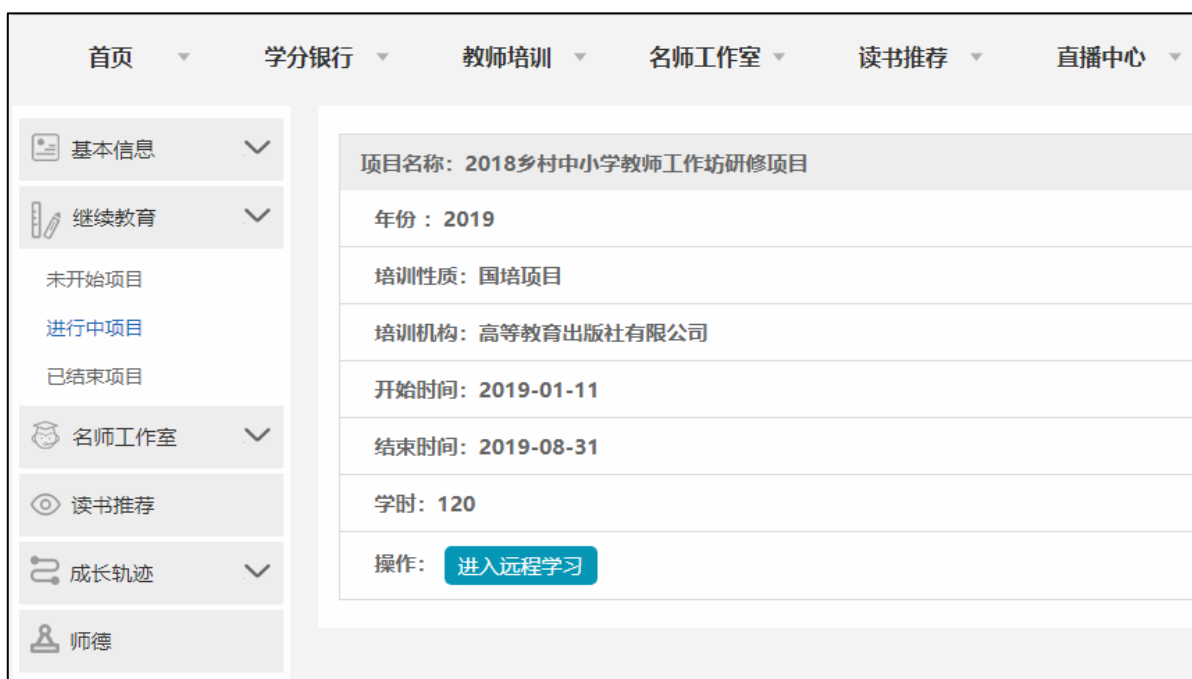 首页 学分银行 教师培训 名师工作室 读书推荐 直播中心
基本信息
继续教育
未开始项目
进行中项目
已结束项目
名师工作室
读书推荐
成长轨迹
师德
项目名称：2018乡村中小学教师工作坊研修项目
年份 ：2019
培训性质：国培项目
培训机构：高等教育出版社有限公司
开始时间：2019-01-11
结束时间：2019-08-31
学时：120
操作： 进入远程学习